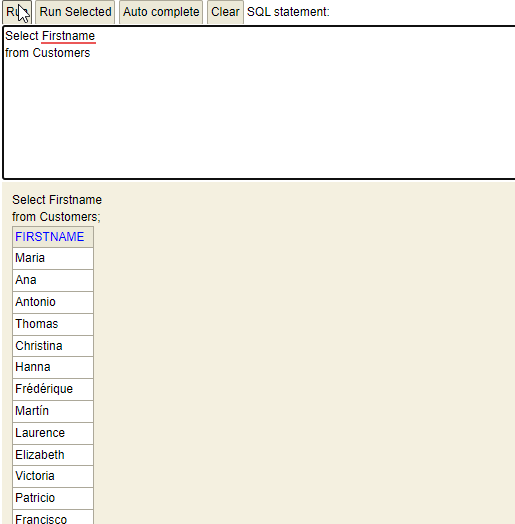 Run Run Selected Auto complete Clear SQL statement:
Select Firstname
from Customers
Select Firstname
from Customers;
FIRSTNAME
Maria
Ana
Antonio
Thomas
Christina
Hanna
Frédérique
Martín
Laurence
Elizabeth
Victoria
Patricio
Francisco